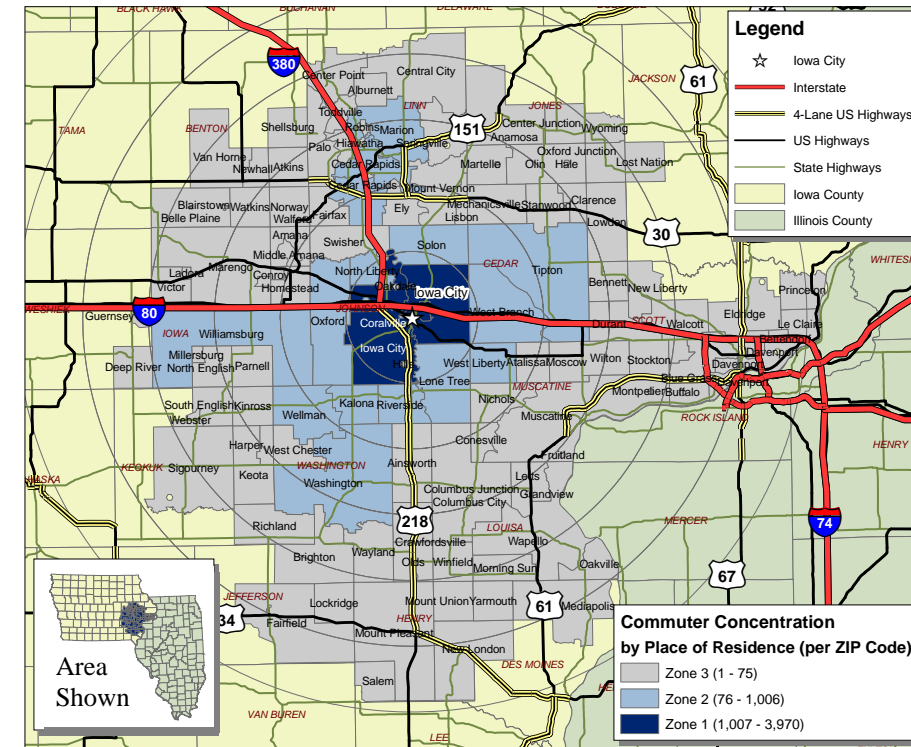 BLACK HAWK
BUCHANAN
DELAWARE
Legend
Iowa City
Interstate
4-Lane US Highways
US Highways
State Highways
Iowa County
Illinois County
380
Center Point
Central City
JACKSON
61
Alburnett
LINN
JONES
Toddville
TAMA
BENTON
Shellsburg
Robins
Marion
151
Center Junction
Wyoming
Anamosa
Palo
Hiawatha
Springville
Oxford Junction
Van Horne
Newhall
Atkins
Cedar Rapids
Martelle
Olin
Hale
Lost Nation
Cedar Rapids
Mount Vernon
Blairstown
Watkins
Norway
Ely
Mechanicsville
Stanwood
Clarence
Belle Plaine
Walford
Fairfax
Lisbon
Lowden
30
Amana
Swisher
Solon
Middle Amana
CEDAR
Tipton
WHITESI
Ladora
Marengo
Conroy
North Liberty
Victor
Homestead
Oakdale
Iowa City
Bennett
New Liberty
Princeton
WESHIEK
80
Guernsey
JOHNSON
West Branch
Eldridge
Le Claire
IOWA
Williamsburg
Oxford
Coralville
Durant
SCOTT
Walcott
Bettendorf
Davenport
Millersburg
Iowa City
Deep River
North English
Parnell
Hills
West Liberty
Atalissa
Moscow
Wilton
Stockton
Davenport
Lone Tree
Blue Grass
Davenport
MUSCATINE
Montpelier
Buffalo
South English
Kinross
Kalona
Riverside
Nichols
Webster
Wellman
Muscatine
ROCK ISLAND
Harper
West Chester
Conesville
HENRY
Fruitland
KEOKUK
Sigourney
WASHINGTON
Ainsworth
Keota
Washington
Letts
Columbus Junction
Grandview
Columbus City
218
Richland
LOUISA
MERCER
74
Crawfordsville
Wapello
Brighton
Wayland
Olds
Winfield
Morning Sun
Oakville
67
JEFFERSON
Lockridge
Mount Union
Yarmouth
61
Mediapolis
34
Fairfield
HENRY
Mount Pleasant
New London
DES MOINES
Salem
VAN BUREN
LEE
Area
Shown
Commuter Concentration
by Place of Residence (per ZIP Code)
Zone 3 (1 - 75)
Zone 2 (76 - 1,006)
Zone 1 (1,007 - 3,970)